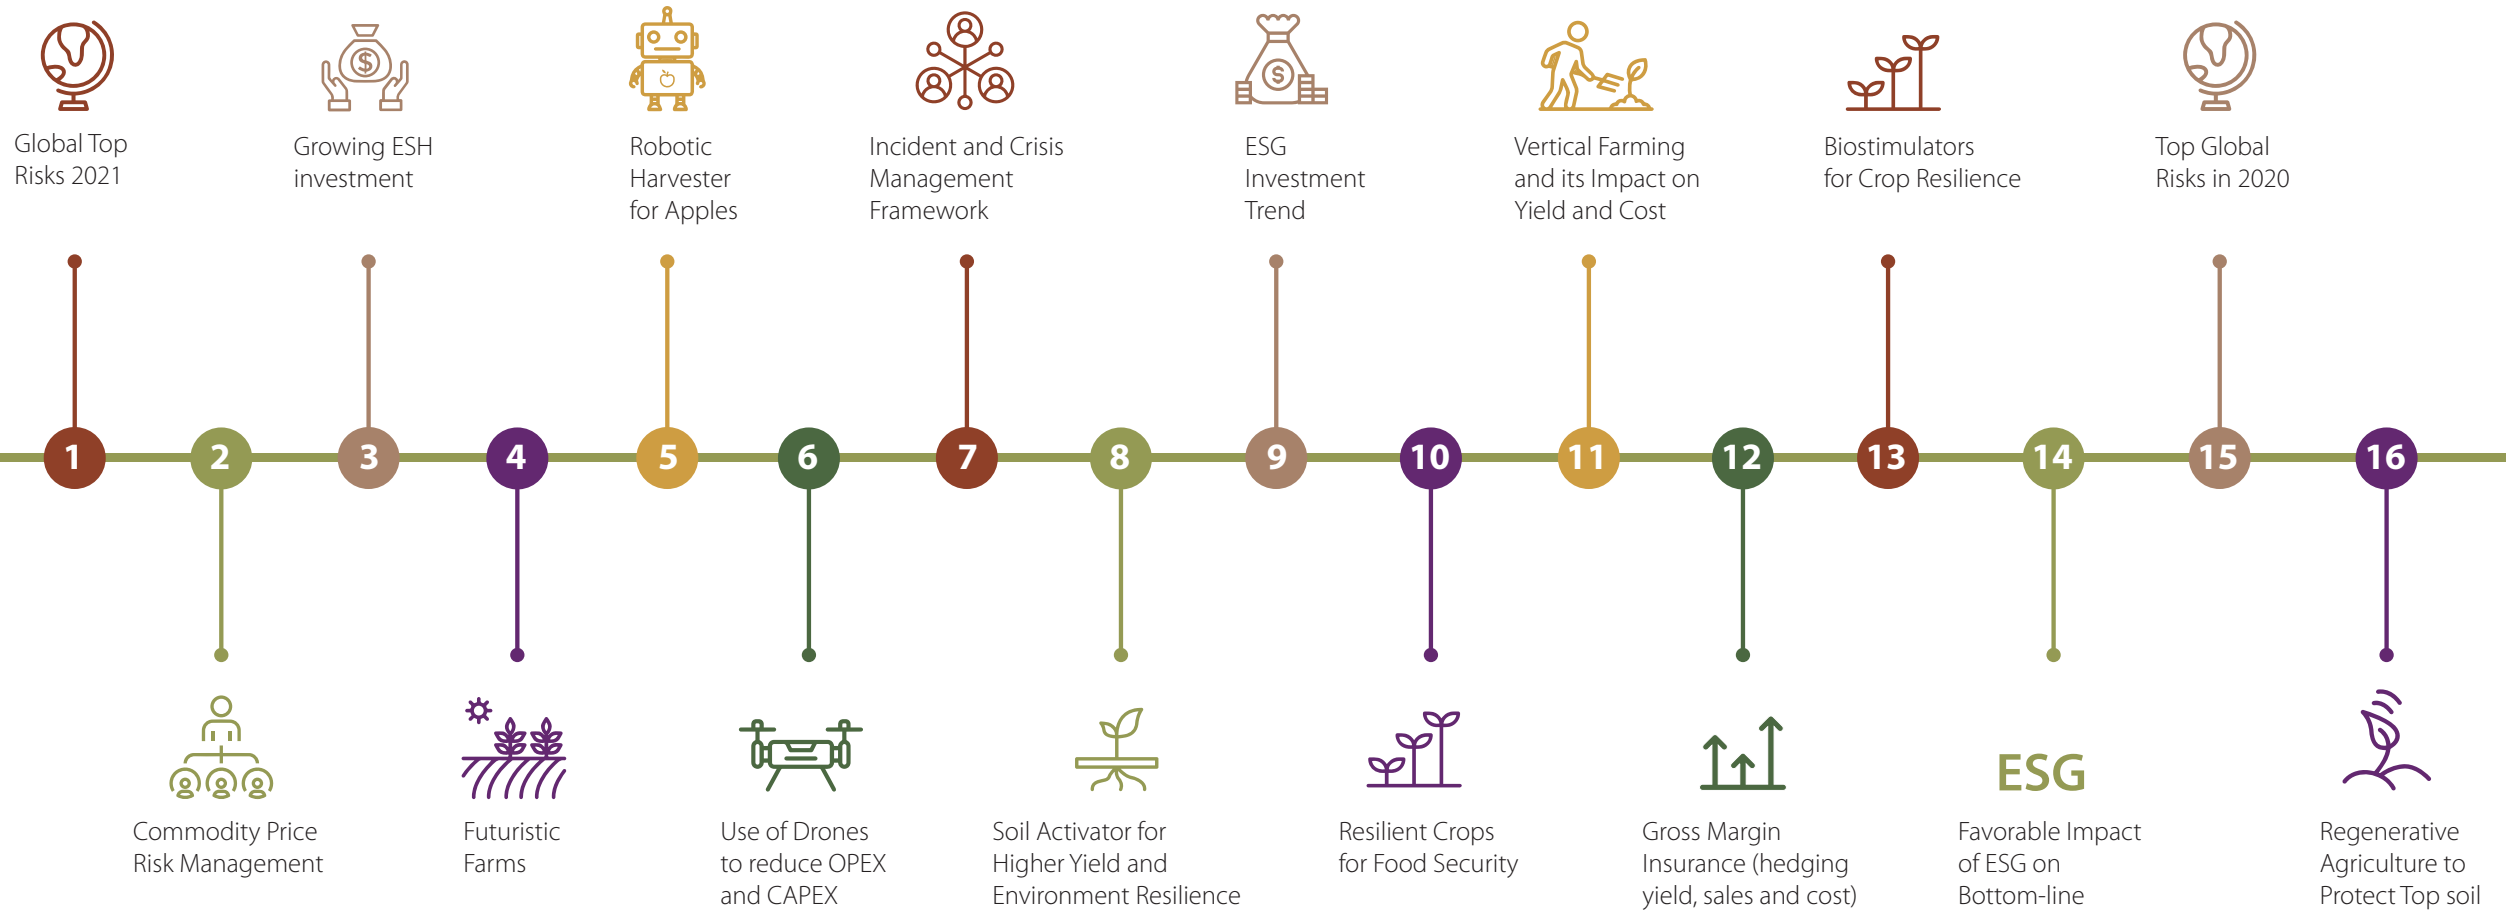 Global Top
Risks 2021
Growing ESH
investment
Robotic
Harvester
for Apples
Incident and Crisis
Management
Framework
ESG
Investment
Trend
Vertical Farming
and its Impact on
Yield and Cost
Biostimulators
for Crop Resilience
Top Global
Risks in 2020
1
2
3
4
5
6
7
8
9
10
11
12
13
14
15
16
Commodity Price
Risk Management
Futuristic
Farms
Use of Drones
to reduce OPEX
and CAPEX
Soil Activator for
Higher Yield and
Environment Resilience
Resilient Crops
for Food Security
Gross Margin
Insurance (hedging
yield, sales and cost)
ESG
Favorable Impact
of ESG on
Bottom-line
Regenerative
Agriculture to
Protect Top soil